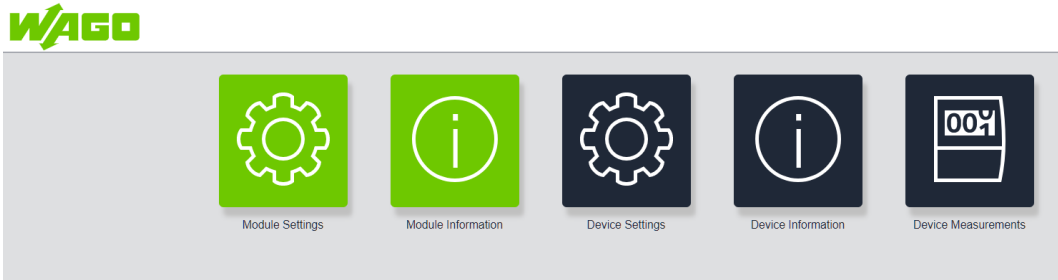 WAGO
001
Module Settings
Module Information
Device Settings
Device Information
Device Measurements